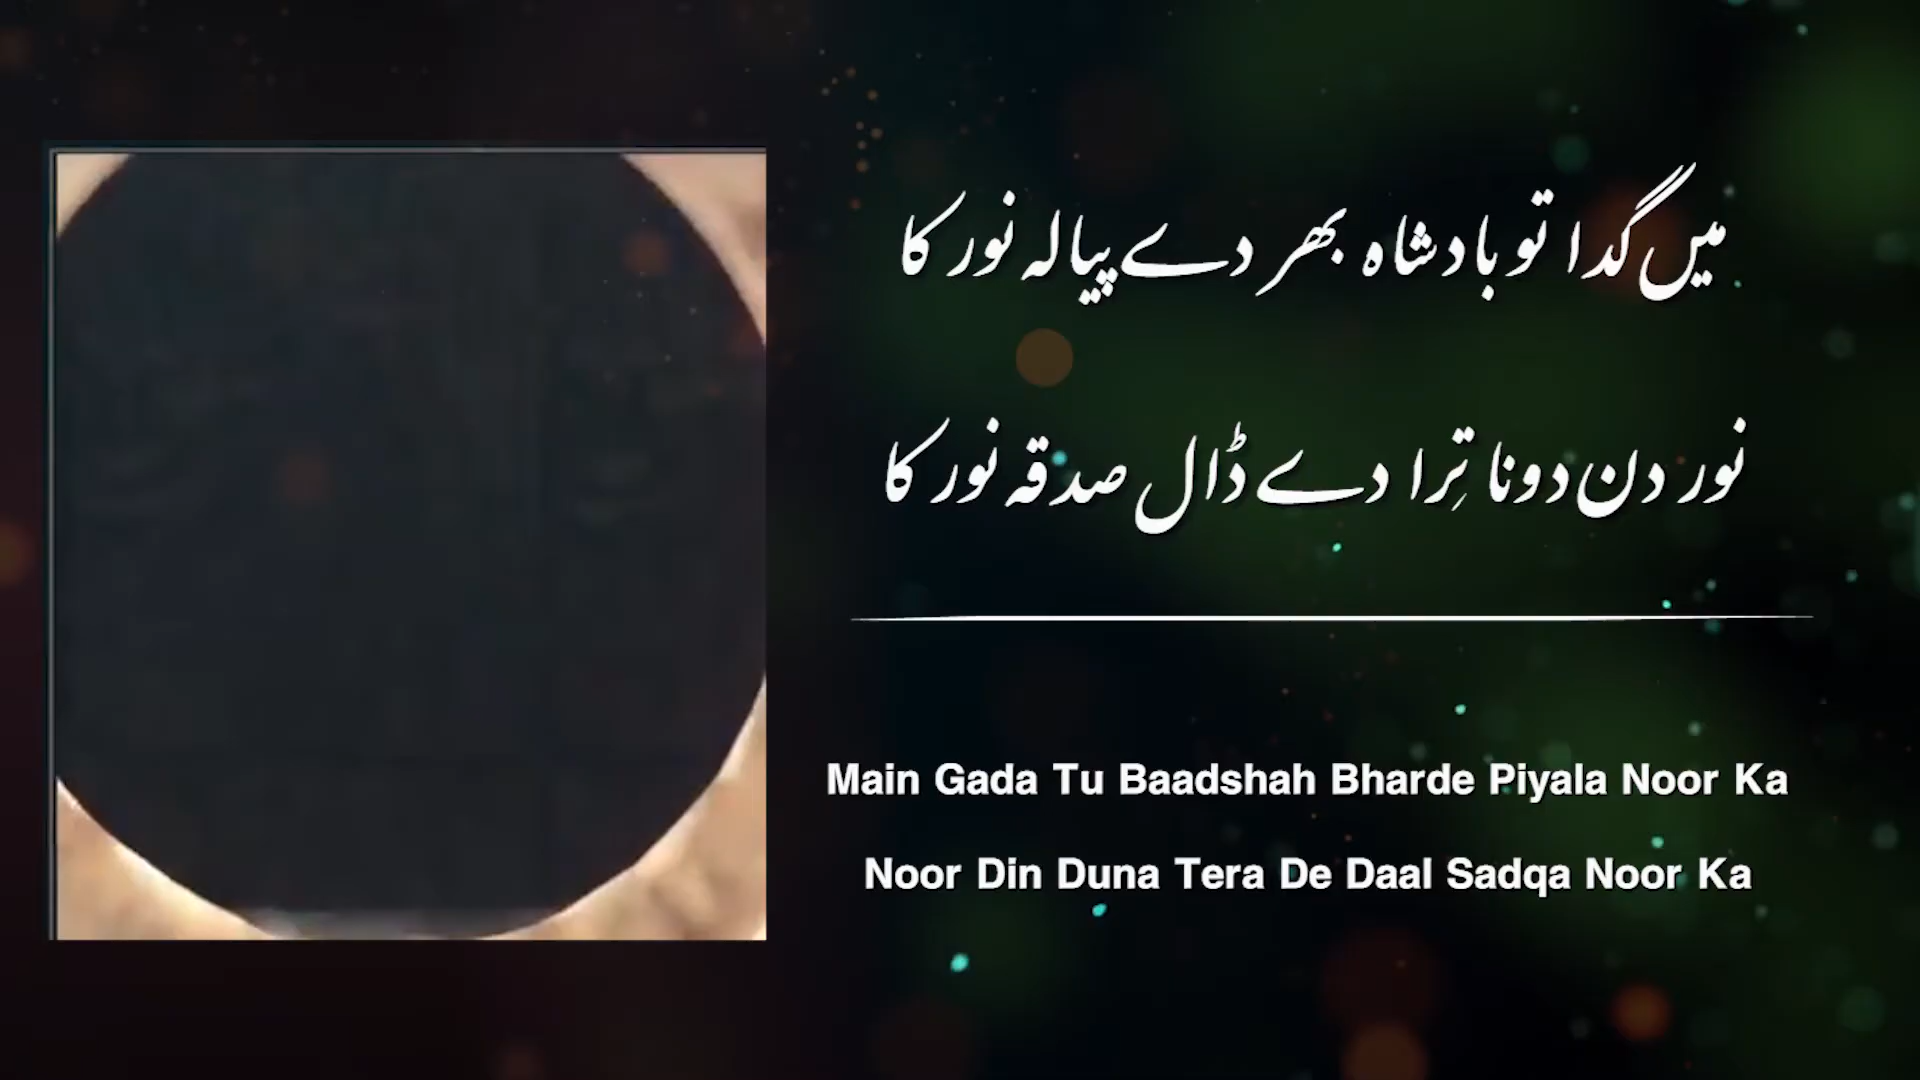 میں گدا تو بادشاہ بھر دے پیالہ نور کا
نور دن دونا تِرا دے ڈال صدقہ نور کا
Main Gada Tu Baadshah Bharde Piyala Noor Ka
Noor Din Duna Tera De Daal Sadqa Noor Ka